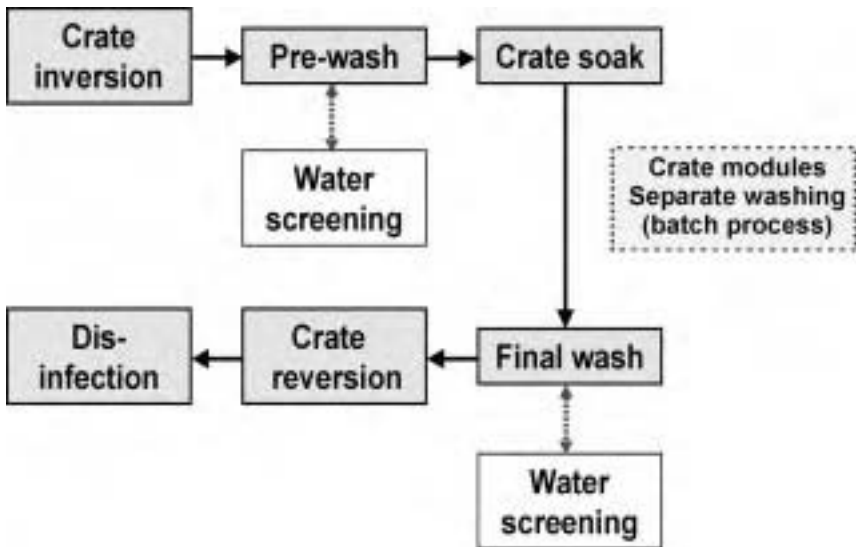 Crate
inversion
Pre-wash
Crate soak
Water
screening
Crate modules
Separate washing
(batch process)
Dis-
infection
Crate
reversion
Final wash
Water
screening